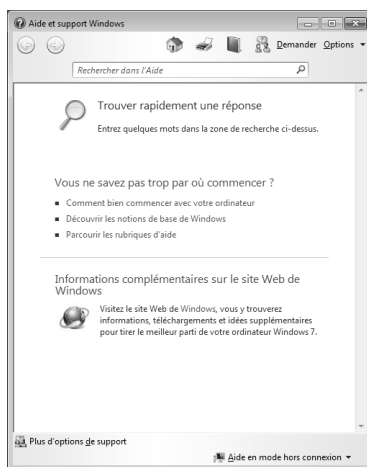 Aide et support Windows
Demander Options
Rechercher dans l'Aide
Trouver rapidement une réponse
Entrez quelques mots dans la zone de recherche ci-dessus.
Vous ne savez pas trop par où commencer ?
Comment bien commencer avec votre ordinateur
Découvrir les notions de base de Windows
Parcourir les rubriques d'aide
Informations complémentaires sur le site Web de
Windows
Visitez le site Web de Windows, vous y trouverez
informations, téléchargements et idées supplémentaires
pour tirer le meilleur parti de votre ordinateur Windows 7.
Plus d'options de support
Aide en mode hors connexion